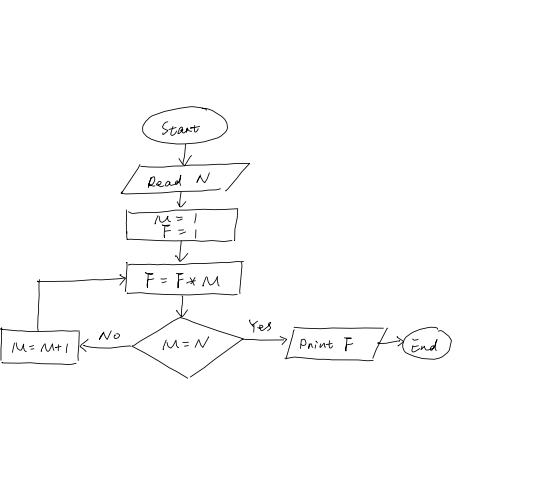 Start
Read N
M = 1
F = 1
F = F * M
No
Yes
M = M+1
M = N
Print F
End